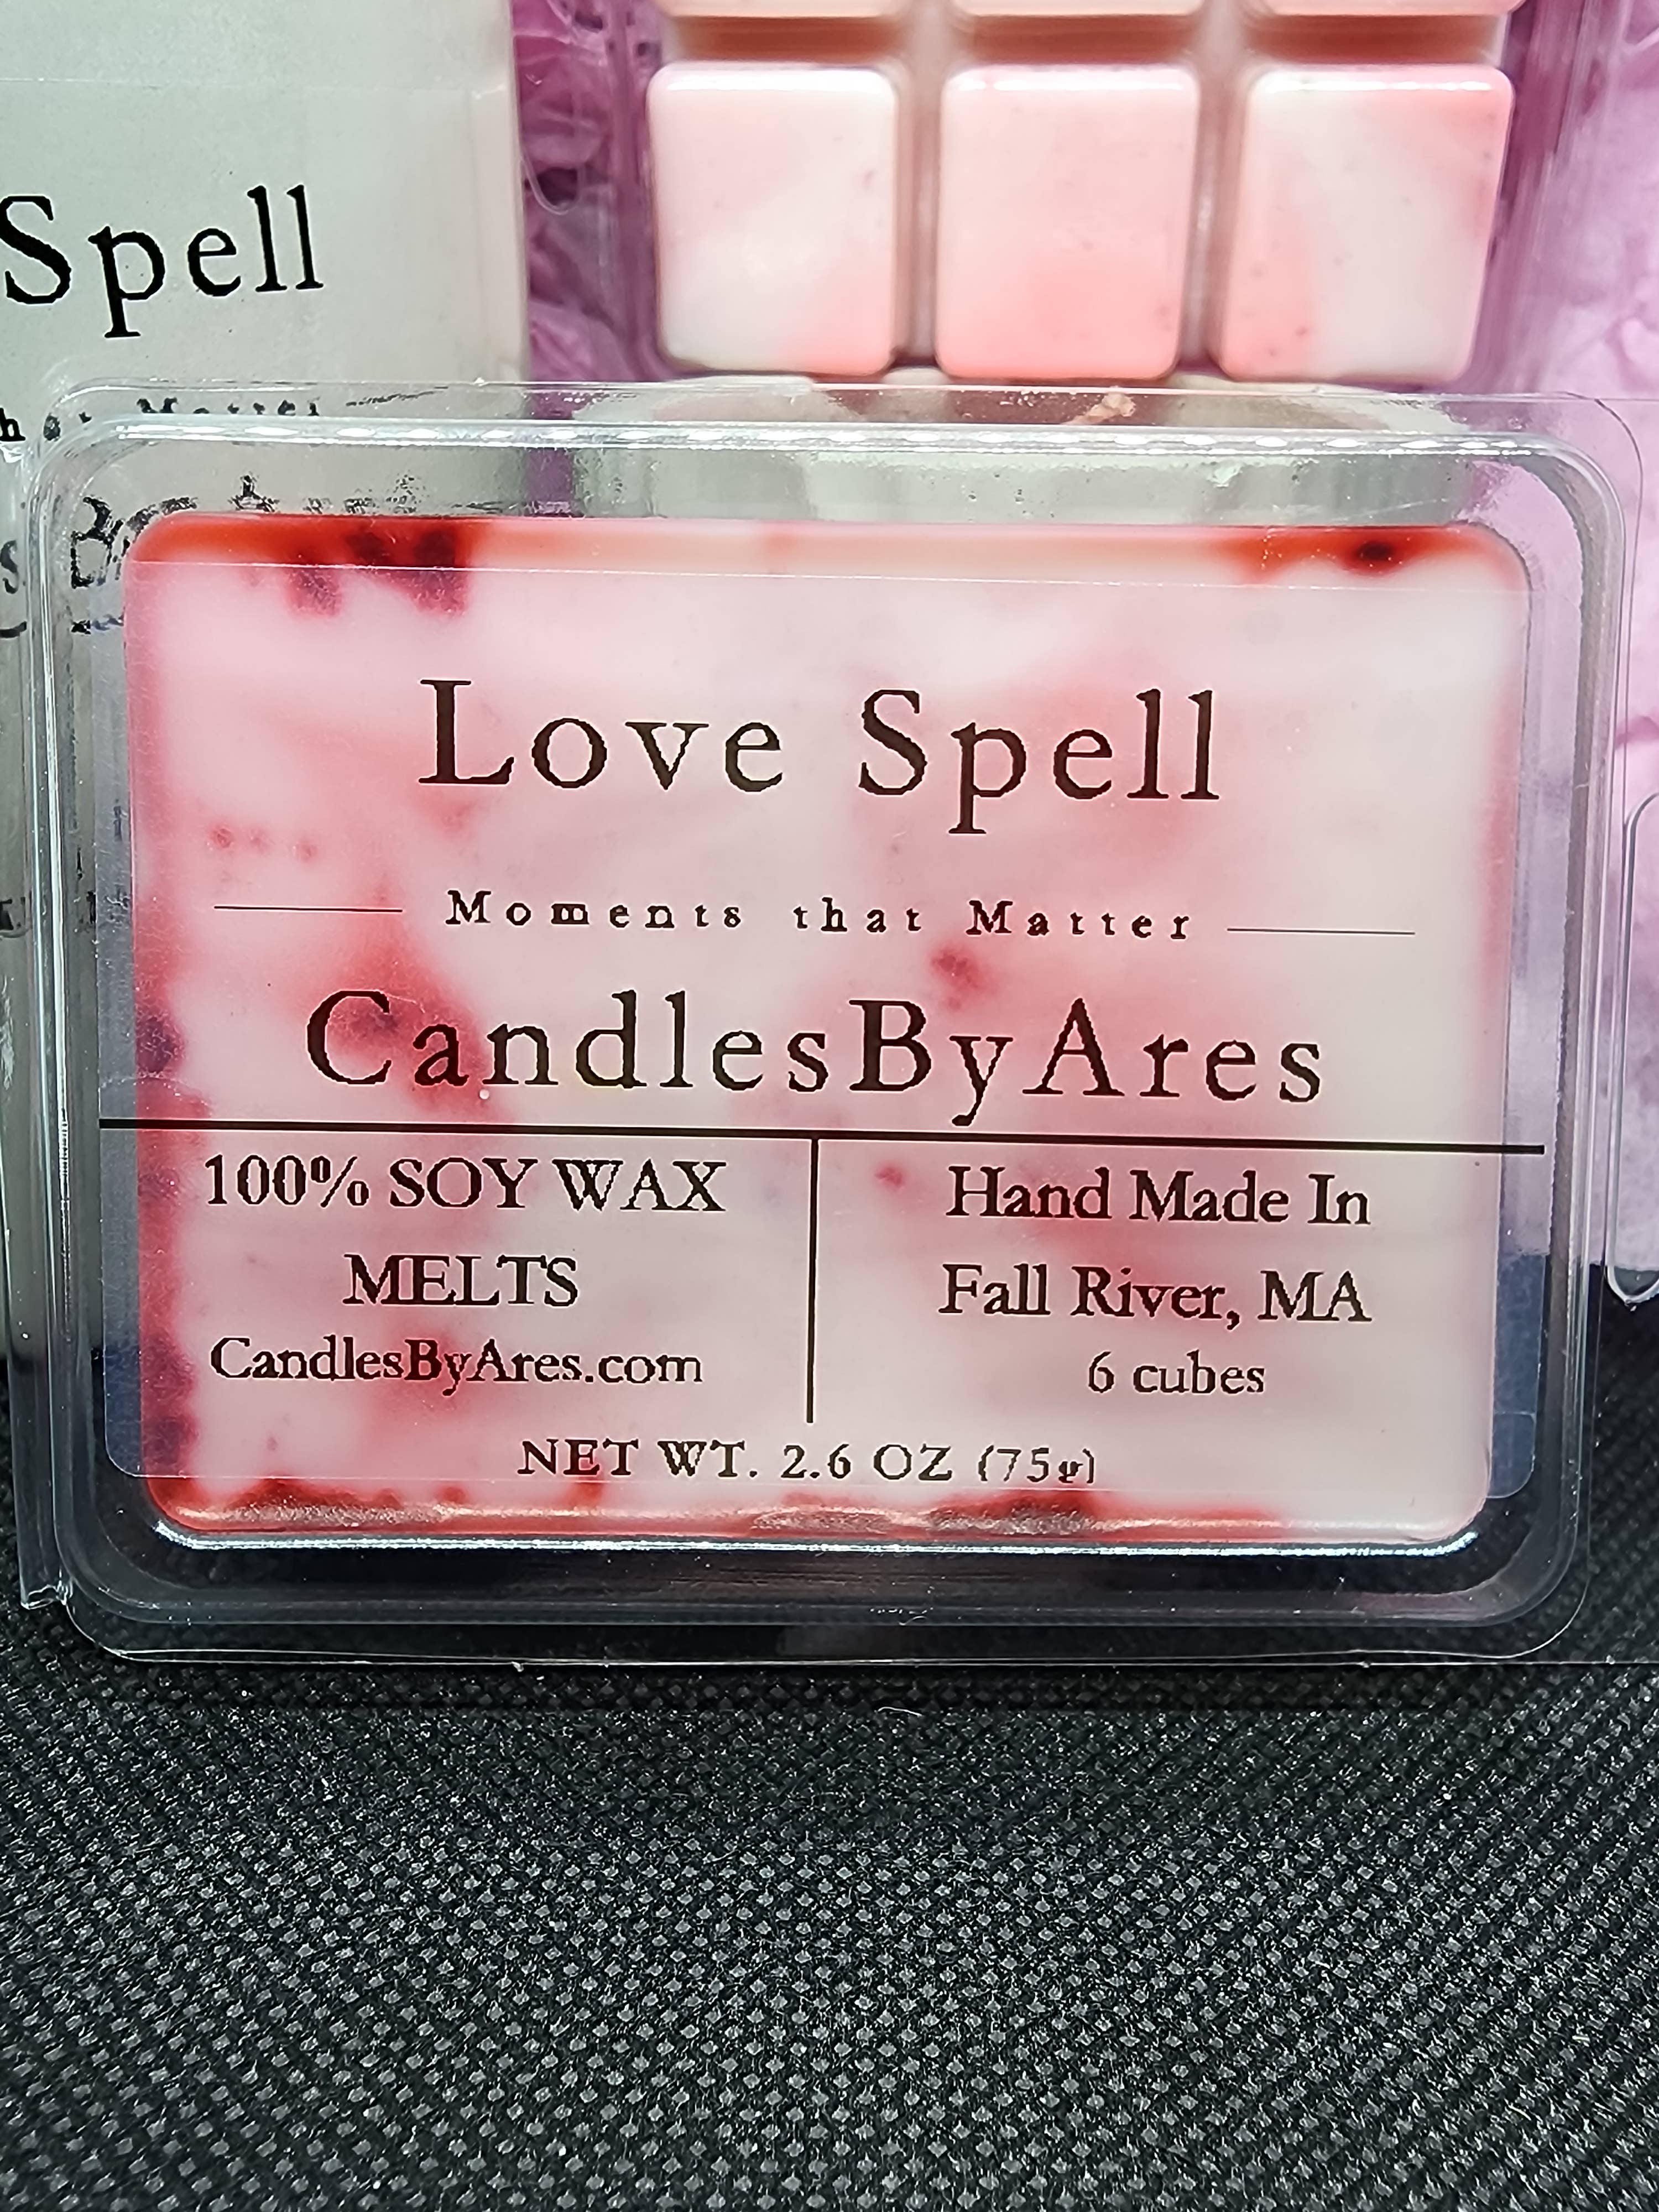 Spell
Love Spell
Moments that Matter
CandlesByAres
100% SOY WAX
MELTS
CandlesByAres.com
Hand Made In
Fall River, MA
6 cubes
NET WT. 2.6 OZ (75g)